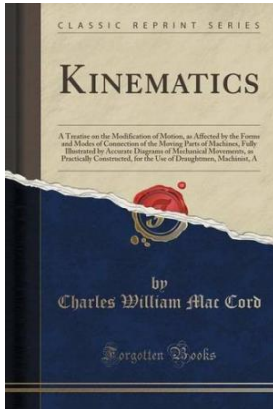 CLASSIC REPRINT SERIES
KINEMATICS
A Treatise on the Modification of Motion, as Affected by the Forms
and Modes of Connection of the Moving Parts of Machines, Fully
Illustrated by Accurate Diagrams of Mechanical Movements, as
Practically Constructed, for the Use of Draughtmen, Machinist, A
by
Charles William Mac Cord
Forgotten Books